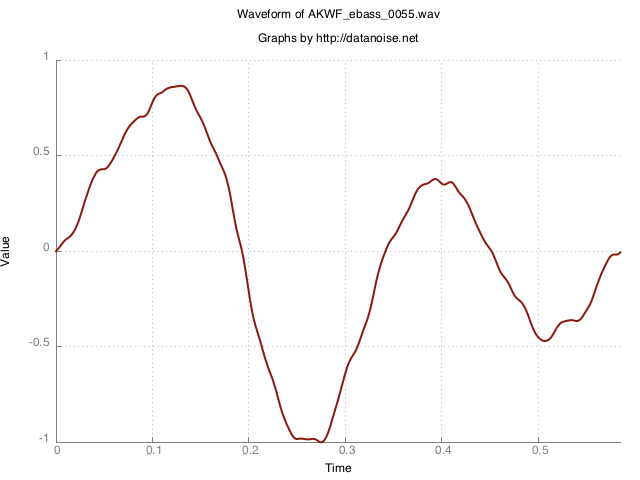 Waveform of AKWF_ebass_0055.wav
Graphs by http://datanoise.net
1
0.5
0
-0.5
-1
Value
0 0.1 0.2 0.3 0.4 0.5
Time